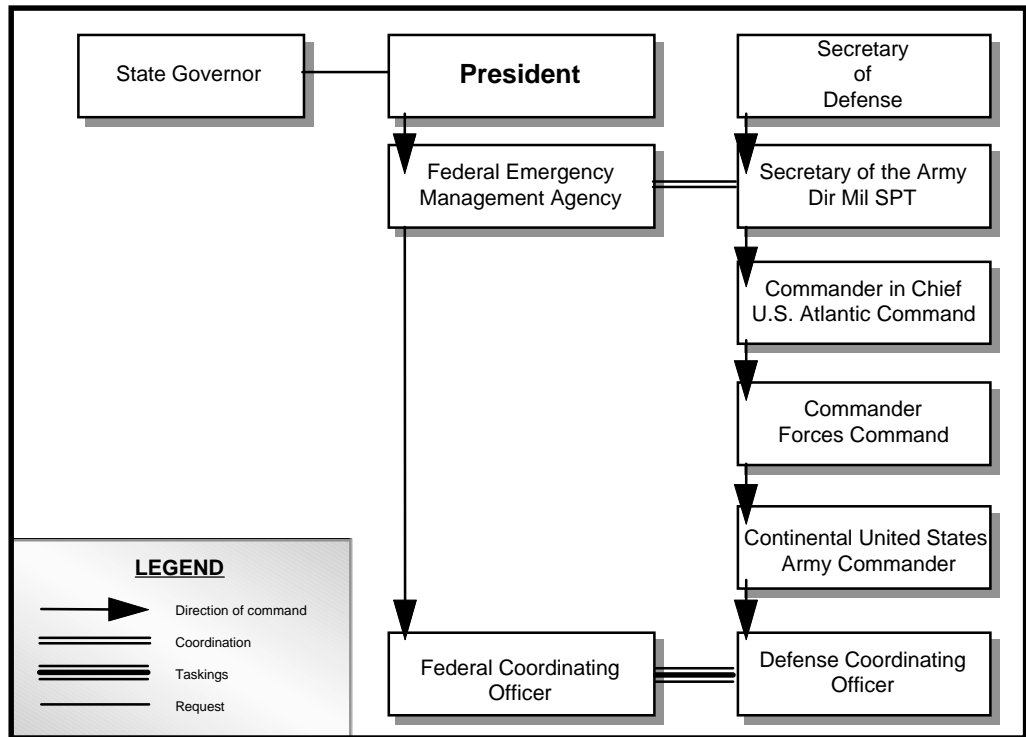 State Governor
President
Secretary
of
Defense
Federal Emergency
Management Agency
Secretary of the Army
Dir Mil SPT
Commander in Chief
U.S. Atlantic Command
Commander
Forces Command
Continental United States
Army Commander
Federal Coordinating
Officer
Defense Coordinating
Officer
LEGEND
Direction of command
Coordination
Taskings
Request